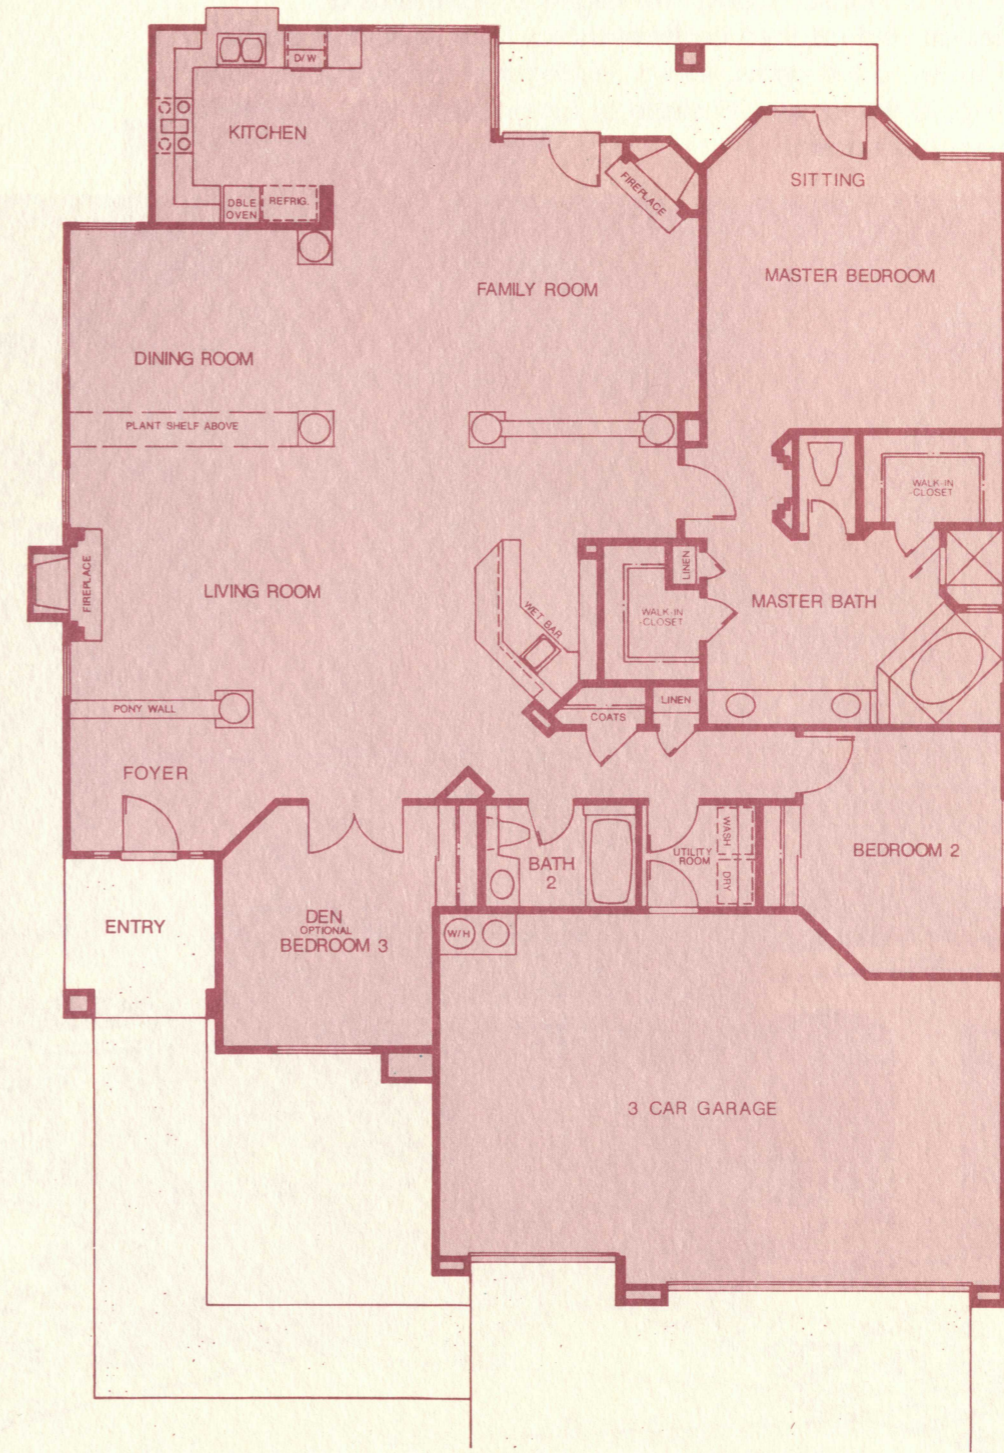 D/W
KITCHEN
DBLE
OVEN
REFRIG.
FIREPLACE
SITTING
MASTER BEDROOM
FAMILY ROOM
DINING ROOM
PLANT SHELF ABOVE
WALK-IN
CLOSET
FIREPLACE
LIVING ROOM
WET BAR
LINEN
WALK-IN
CLOSET
MASTER BATH
PONY WALL
COATS
LINEN
FOYER
WASH
DRY
UTILITY
ROOM
BATH
2
BEDROOM 2
ENTRY
DEN
OPTIONAL
BEDROOM 3
W/H
3 CAR GARAGE